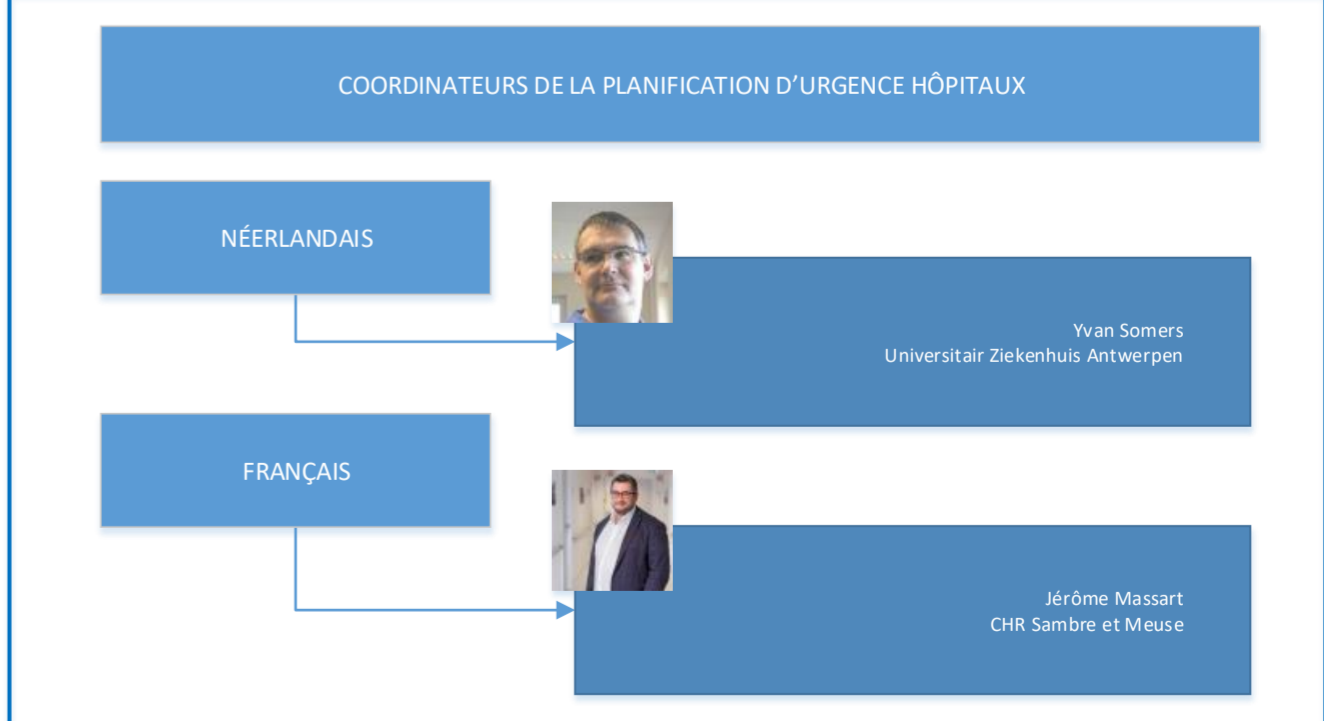 COORDINATEURS DE LA PLANIFICATION D’URGENCE HÔPITAUX
NÉERLANDAIS
Yvan Somers
Universitair Ziekenhuis Antwerpen
FRANÇAIS
Jérôme Massart
CHR Sambre et Meuse